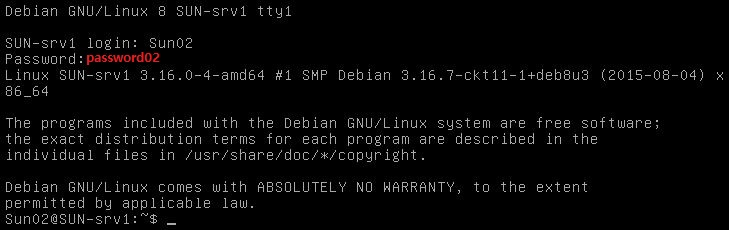 Debian GNU/Linux 8 SUN-srv1 tty1
SUN-srv1 login: Sun02
Password:password02
Linux SUN-srv1 3.16.0-4-amd64 #1 SMP Debian 3.16.7-ckt11-1+deb8u3 (2015-08-04) x
86_64
The programs included with the Debian GNU/Linux system are free software;
the exact distribution terms for each program are described in the
individual files in /usr/share/doc/*/copyright.
Debian GNU/Linux comes with ABSOLUTELY NO WARRANTY, to the extent
permitted by applicable law.
Sun02@SUN-srv1:~$ _